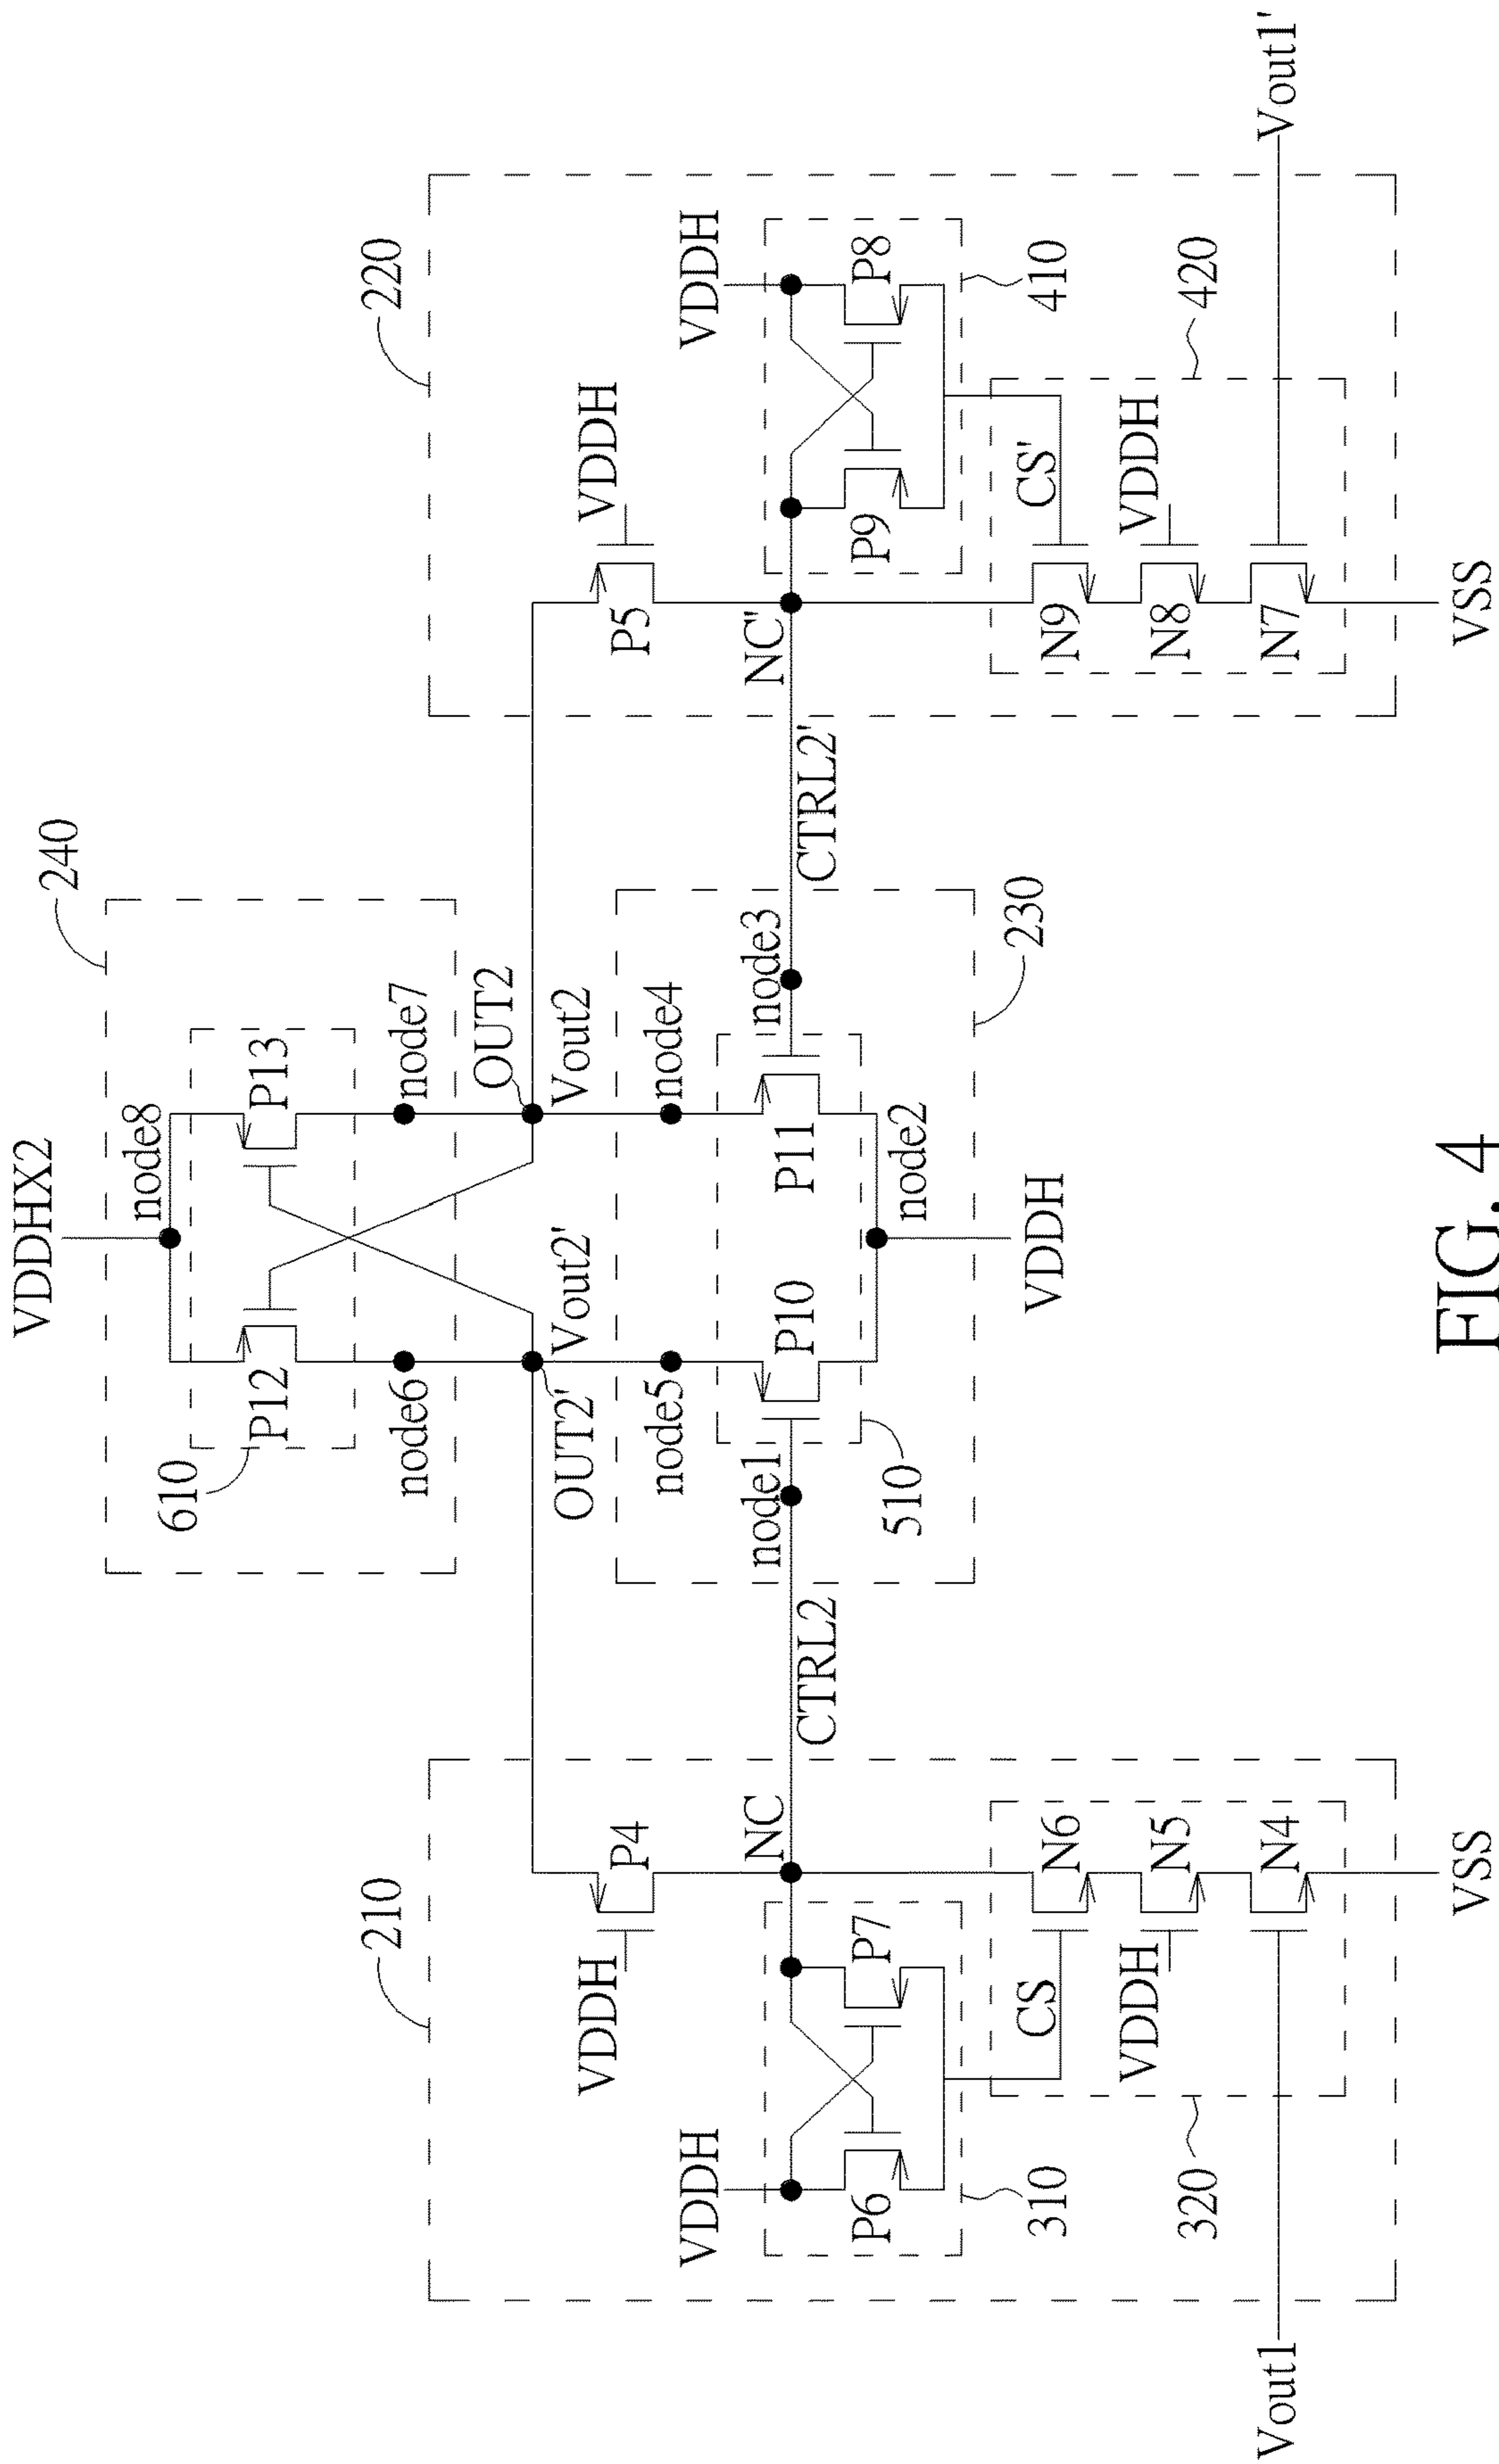 VDDHX2
240
node8
610
P12
P13
node6
node7
210
220
OUT2'
OUT2
Vout2'
Vout2
VDDH
P4
P5
VDDH
node5
node4
VDDH
VDDH
NC
node1
node3
NC'
CTRL2
CTRL2'
P10
P11
P6
P7
P9
P8
510
node2
230
310
410
VDDH
CS
N6
N9
CS'
VDDH
N5
N8
VDDH
320
420
Vout1
N4
N7
Vout1'
VSS
VSS
FIG. 4